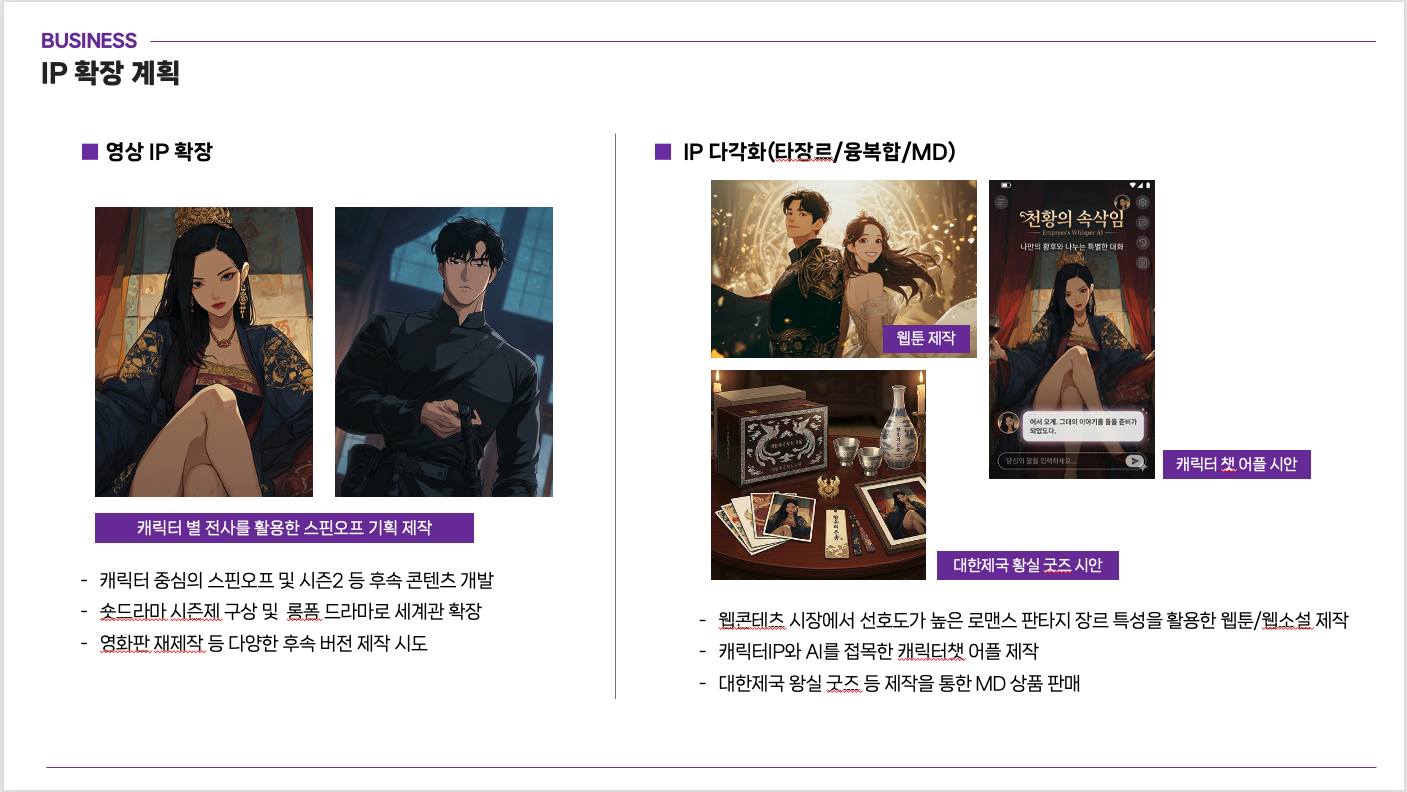 BUSINESS
IP 확장 계획
영상 IP 확장
캐릭터 별 전사를 활용한 스핀오프 기획 제작
- 캐릭터 중심의 스핀오프 및 시즌2 등 후속 콘텐츠 개발
- 숏드라마 시즌제 구상 및 롱폼 드라마로 세계관 확장
- 영화판 재제작 등 다양한 후속 버전 제작 시도
IP 다각화(타장르/융복합/MD)
웹툰 제작
천황의 속삭임
Empress's Whisper AI
나만의 황후와 나누는 특별한 대화
어서 오게. 그대의 이야기를 들을 준비가
되었도다.
당신의 말을 입력하세요...
캐릭터 챗 어플 시안
대한제국 황실 굿즈 시안
- 웹콘테츠 시장에서 선호도가 높은 로맨스 판타지 장르 특성을 활용한 웹툰/웹소설 제작
- 캐릭터IP와 AI를 접목한 캐릭터챗 어플 제작
- 대한제국 왕실 굿즈 등 제작을 통한 MD 상품 판매